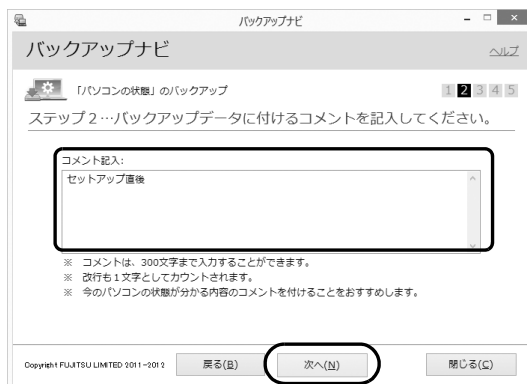 バックアップナビ
バックアップナビ
ヘルプ
「パソコンの状態」のバックアップ
1 2 3 4 5
ステップ２…バックアップデータに付けるコメントを記入してください。
コメント記入:
セットアップ直後
※ コメントは、300文字まで入力することができます。
※ 改行も１文字としてカウントされます。
※ 今のパソコンの状態が分かる内容のコメントを付けることをおすすめします。
Copyright FUJITSU LIMITED 2011-2012
戻る(B)
次へ(N)
閉じる(C)